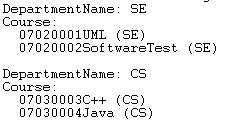 DepartmentName: SE
Course:
07020001UML (SE)
07020002SoftwareTest (SE)
DepartmentName: CS
Course:
07030003C++ (CS)
07030004Java (CS)